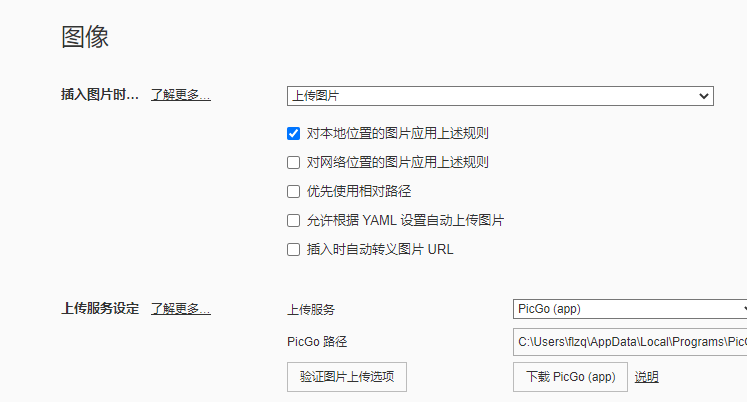 图像
插入图片时... 了解更多... 上传图片
对本地位置的图片应用上述规则
对网络位置的图片应用上述规则
优先使用相对路径
允许根据 YAML 设置自动上传图片
插入时自动转义图片 URL
上传服务设定 了解更多... 上传服务 PicGo (app)
PicGo 路径 C:\Users\flzq\AppData\Local\Programs\PicG
验证图片上传选项 下载 PicGo (app) 说明